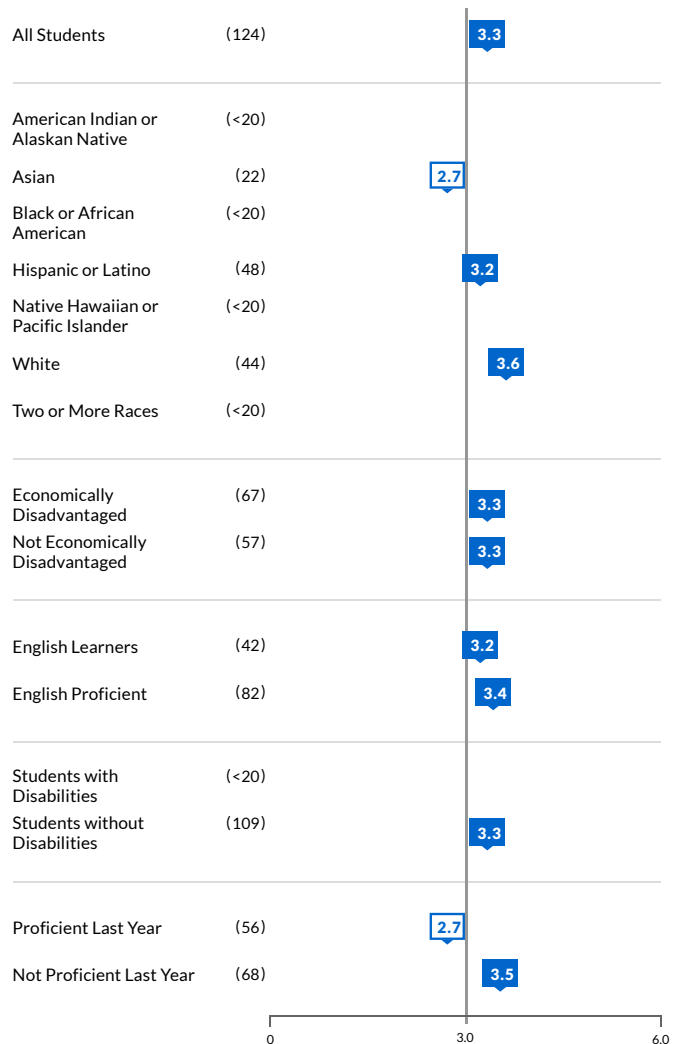 All Students (124) 3.3
American Indian or (<20)
Alaskan Native
Asian (22) 2.7
Black or African (<20)
American
Hispanic or Latino (48) 3.2
Native Hawaiian or (<20)
Pacific Islander
White (44) 3.6
Two or More Races (<20)
Economically (67) 3.3
Disadvantaged
Not Economically (57) 3.3
Disadvantaged
English Learners (42) 3.2
English Proficient (82) 3.4
Students with (<20)
Disabilities
Students without (109) 3.3
Disabilities
Proficient Last Year (56) 2.7
Not Proficient Last Year (68) 3.5
0 3.0 6.0